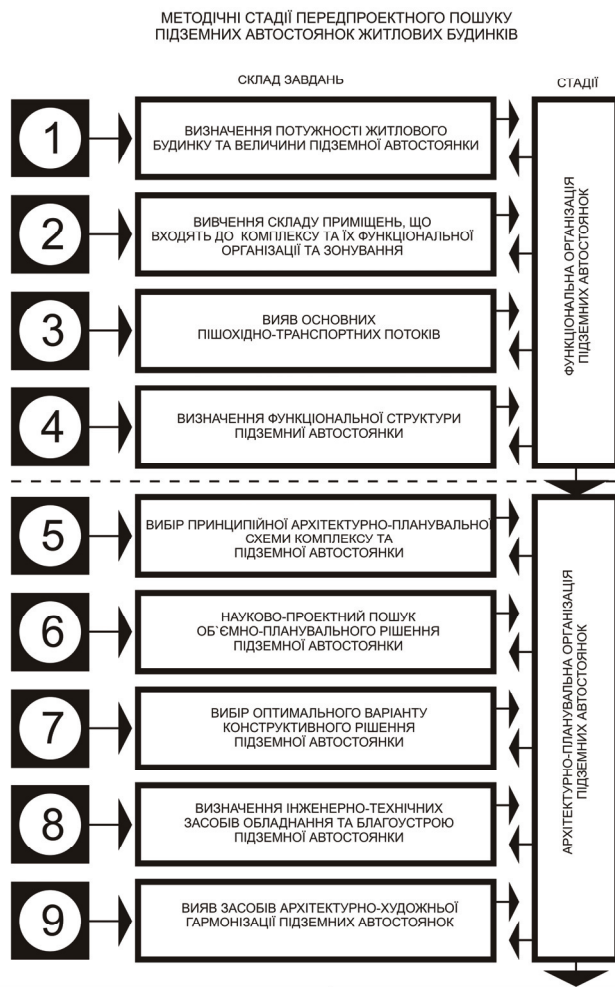 МЕТОДИЧНІ СТАДІЇ ПЕРЕДПРОЕКТНОГО ПОШУКУ
ПІДЗЕМНИХ АВТОСТОЯНОК ЖИТЛОВИХ БУДИНКІВ
СКЛАД ЗАВДАНЬ
СТАДІЇ
1
ВИЗНАЧЕННЯ ПОТУЖНОСТІ ЖИТЛОВОГО
БУДИНКУ ТА ВЕЛИЧИНИ ПІДЗЕМНОЇ АВТОСТОЯНКИ
2
ВИВЧЕННЯ СКЛАДУ ПРИМІЩЕНЬ, ЩО
ВХОДЯТЬ ДО КОМПЛЕКСУ ТА ЇХ ФУНКЦІОНАЛЬНОЇ
ОРГАНІЗАЦІЇ ТА ЗОНУВАННЯ
3
ВИЯВ ОСНОВНИХ
ПІШОХІДНО-ТРАНСПОРТНИХ ПОТОКІВ
4
ВИЗНАЧЕННЯ ФУНКЦІОНАЛЬНОЇ СТРУКТУРИ
ПІДЗЕМНИЇ АВТОСТОЯНКИ
ФУНКЦІОНАЛЬНА ОРГАНІЗАЦІЯ
ПІДЗЕМНИХ АВТОСТОЯНОК
5
ВИБІР ПРИНЦИПІЙНОЇ АРХІТЕКТУРНО-ПЛАНУВАЛЬНОЇ
СХЕМИ КОМПЛЕКСУ ТА
ПІДЗЕМНОЇ АВТОСТОЯНКИ
6
НАУКОВО-ПРОЕКТНИЙ ПОШУК
ОБ`ЄМНО-ПЛАНУВАЛЬНОГО РІШЕННЯ
ПІДЗЕМНОЇ АВТОСТОЯНКИ
7
ВИБІР ОПТИМАЛЬНОГО ВАРІАНТУ
КОНСТРУКТИВНОГО РІШЕННЯ
ПІДЗЕМНОЇ АВТОСТОЯНКИ
8
ВИЗНАЧЕННЯ ІНЖЕНЕРНО-ТЕХНІЧНИХ
ЗАСОБІВ ОБЛАДНАННЯ ТА БЛАГОУСТРОЮ
ПІДЗЕМНОЇ АВТОСТОЯНКИ
9
ВИЯВ ЗАСОБІВ АРХІТЕКТУРНО-ХУДОЖНЬОЇ
ГАРМОНІЗАЦІЇ ПІДЗЕМНИХ АВТОСТОЯНОК
АРХІТЕКТУРНО-ПЛАНУВАЛЬНА ОРГАНІЗАЦІЯ
ПІДЗЕМНИХ АВТОСТОЯНОК